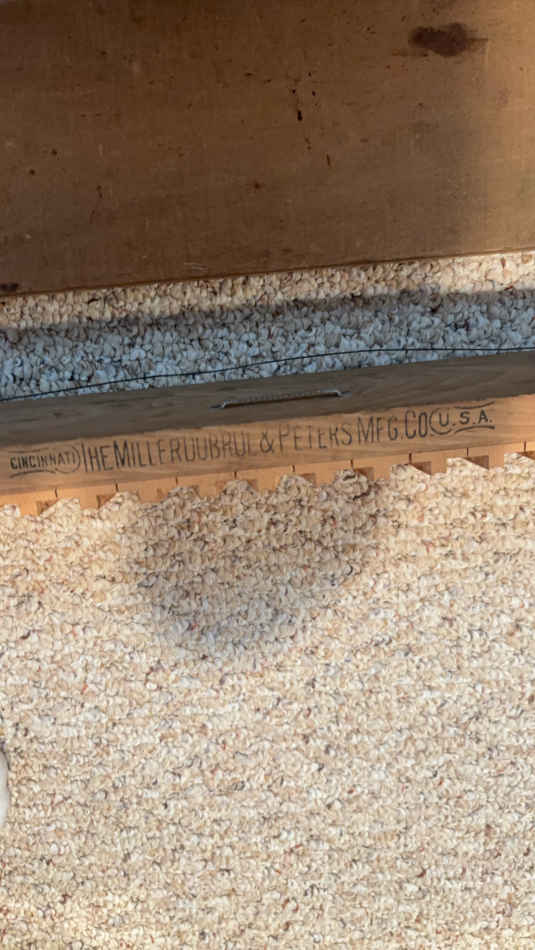 CINCINNATI THE MILLER DUBRUL & PETERS MFG. CO U.S.A.